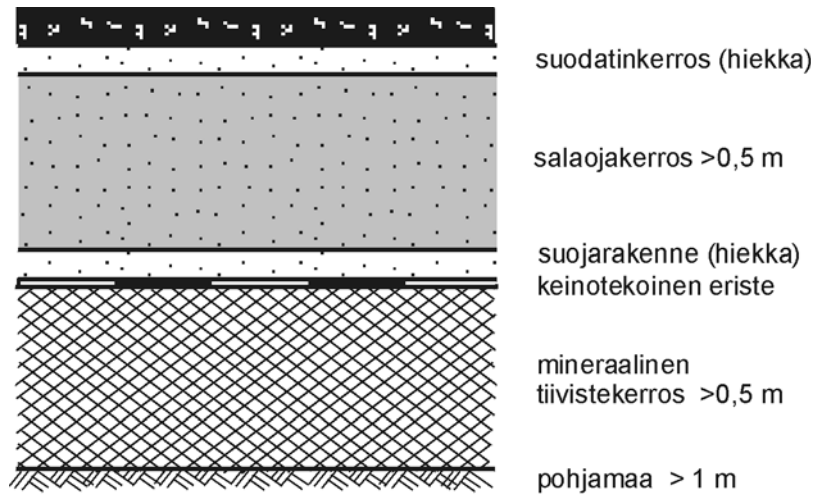 suodatinkerros (hiekka)
salaojakerros >0,5 m
suojarakenne (hiekka)
keinotekoinen eriste
mineraalinen
tiivistekerros >0,5 m
pohjamaa > 1 m